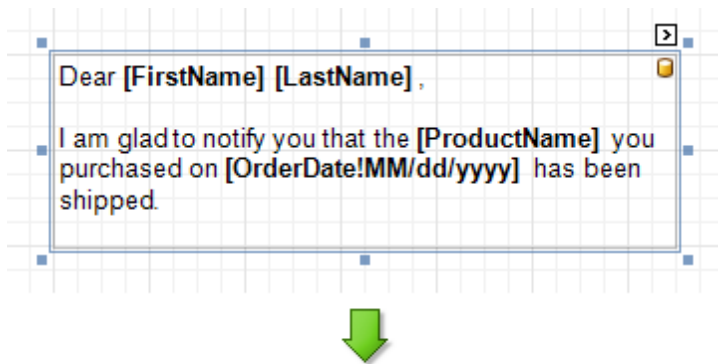 Dear [FirstName] [LastName] ,
I am glad to notify you that the [ProductName] you
purchased on [OrderDate!MM/dd/yyyy] has been
shipped.